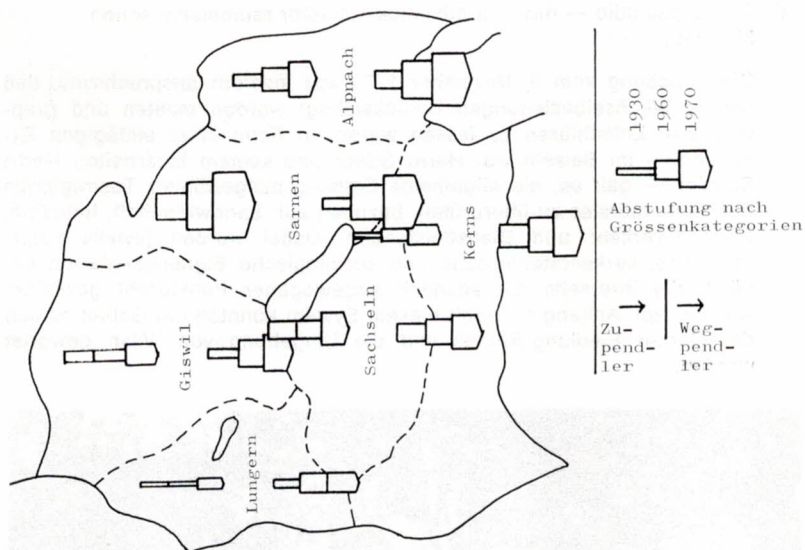 Alpnach
Sarnen
Kerns
Giswil
Sachseln
Lungern
1930
1960
1970
Abstufung nach
Grössenkategorien
Zu-
pend-
ler
Weg-
pend-
ler